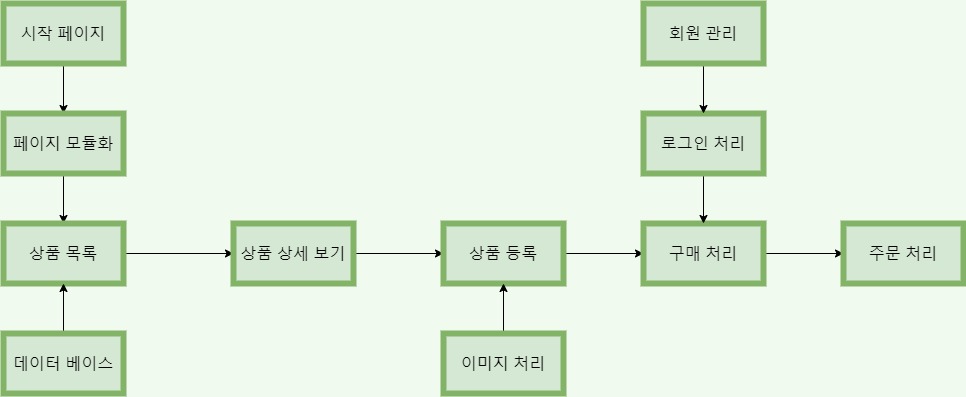 시작 페이지
회원 관리
페이지 모듈화
로그인 처리
상품 목록
상품 상세 보기
상품 등록
구매 처리
주문 처리
데이터 베이스
이미지 처리